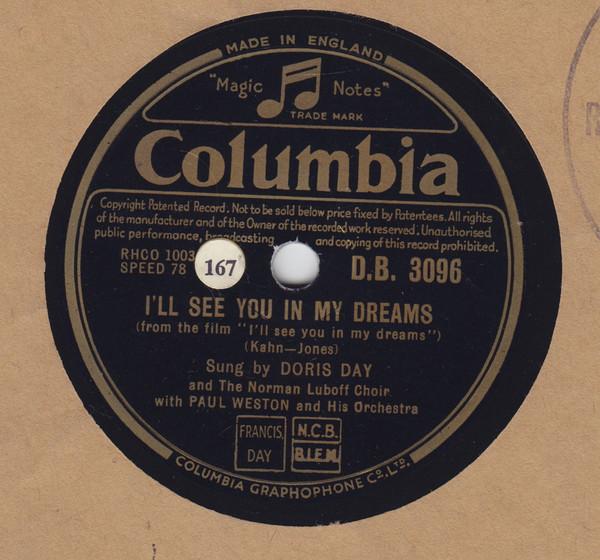 MADE IN ENGLAND
"Magic Notes"
TRADE MARK
Columbia
Copyright Patented Record. Not to be sold below price fixed by Patentees. All rights
of the manufacturer and of the Owner of the recorded work reserved. Unauthorised
public performance, broadcasting and copying of this record prohibited.
RHCO 1003
SPEED 78
167
D.B. 3096
I'LL SEE YOU IN MY DREAMS
(from the film "I'll see you in my dreams")
(Kahn—Jones)
Sung by DORIS DAY
and The Norman Luboff Choir
with PAUL WESTON and His Orchestra
FRANCIS, DAY
N.C.B.
B.I.E.M.
COLUMBIA GRAPHOPHONE Co. LTD.
R